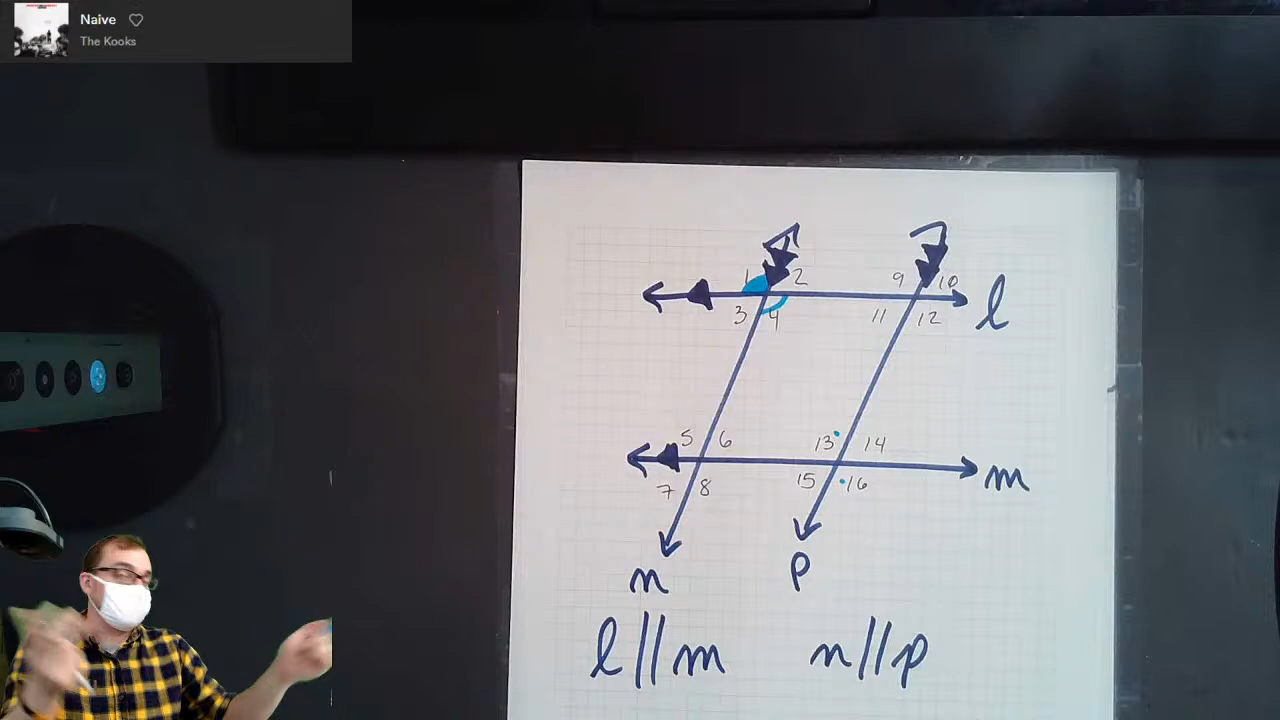 Naive
The Kooks
1 2 9 10
l
3 4 11 12
5 6 13 14
m
7 8 15 16
n p
l // m n // p